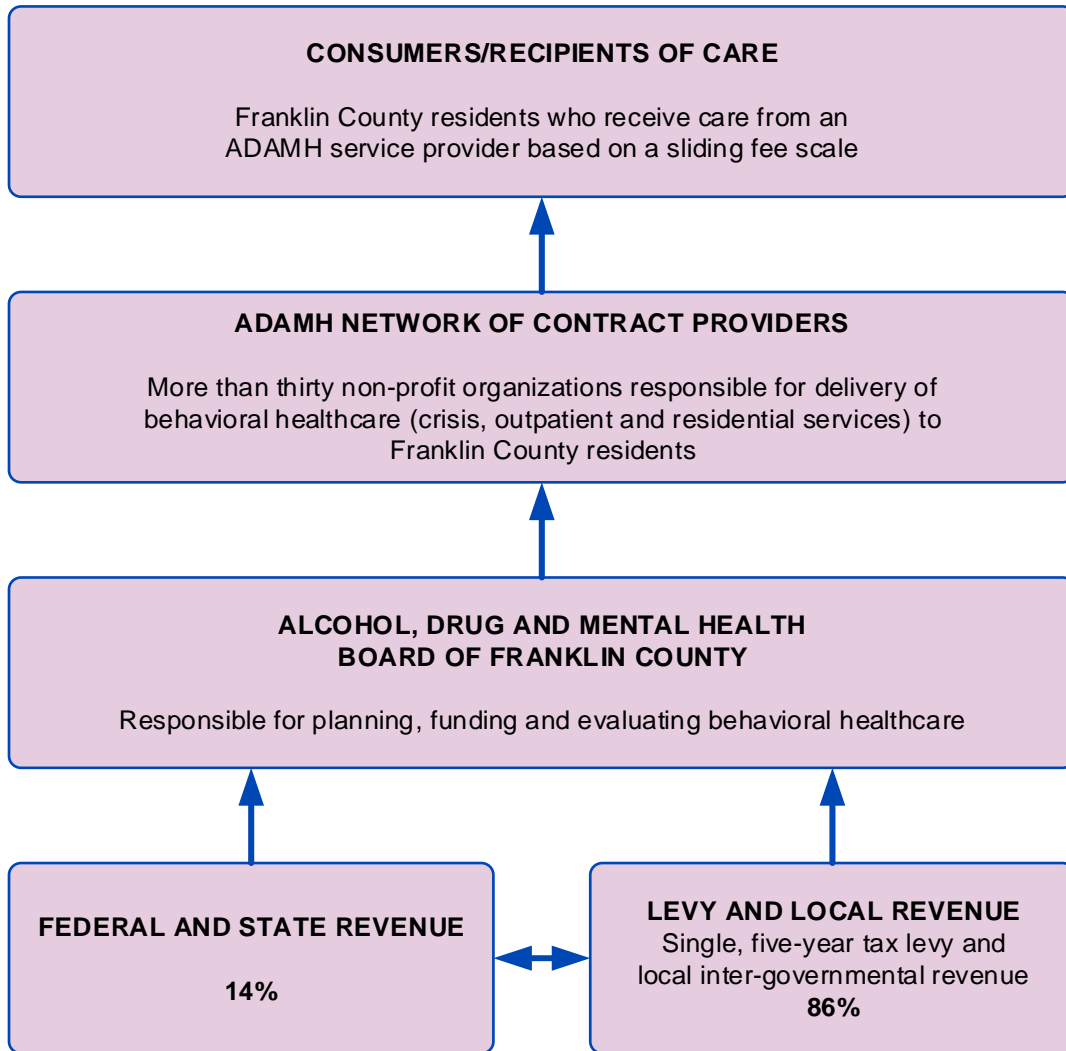 CONSUMERS/RECIPIENTS OF CARE
Franklin County residents who receive care from an
ADAMH service provider based on a sliding fee scale
ADAMH NETWORK OF CONTRACT PROVIDERS
More than thirty non-profit organizations responsible for delivery of
behavioral healthcare (crisis, outpatient and residential services) to
Franklin County residents
ALCOHOL, DRUG AND MENTAL HEALTH
BOARD OF FRANKLIN COUNTY
Responsible for planning, funding and evaluating behavioral healthcare
FEDERAL AND STATE REVENUE
14%
LEVY AND LOCAL REVENUE
Single, five-year tax levy and
local inter-governmental revenue
86%